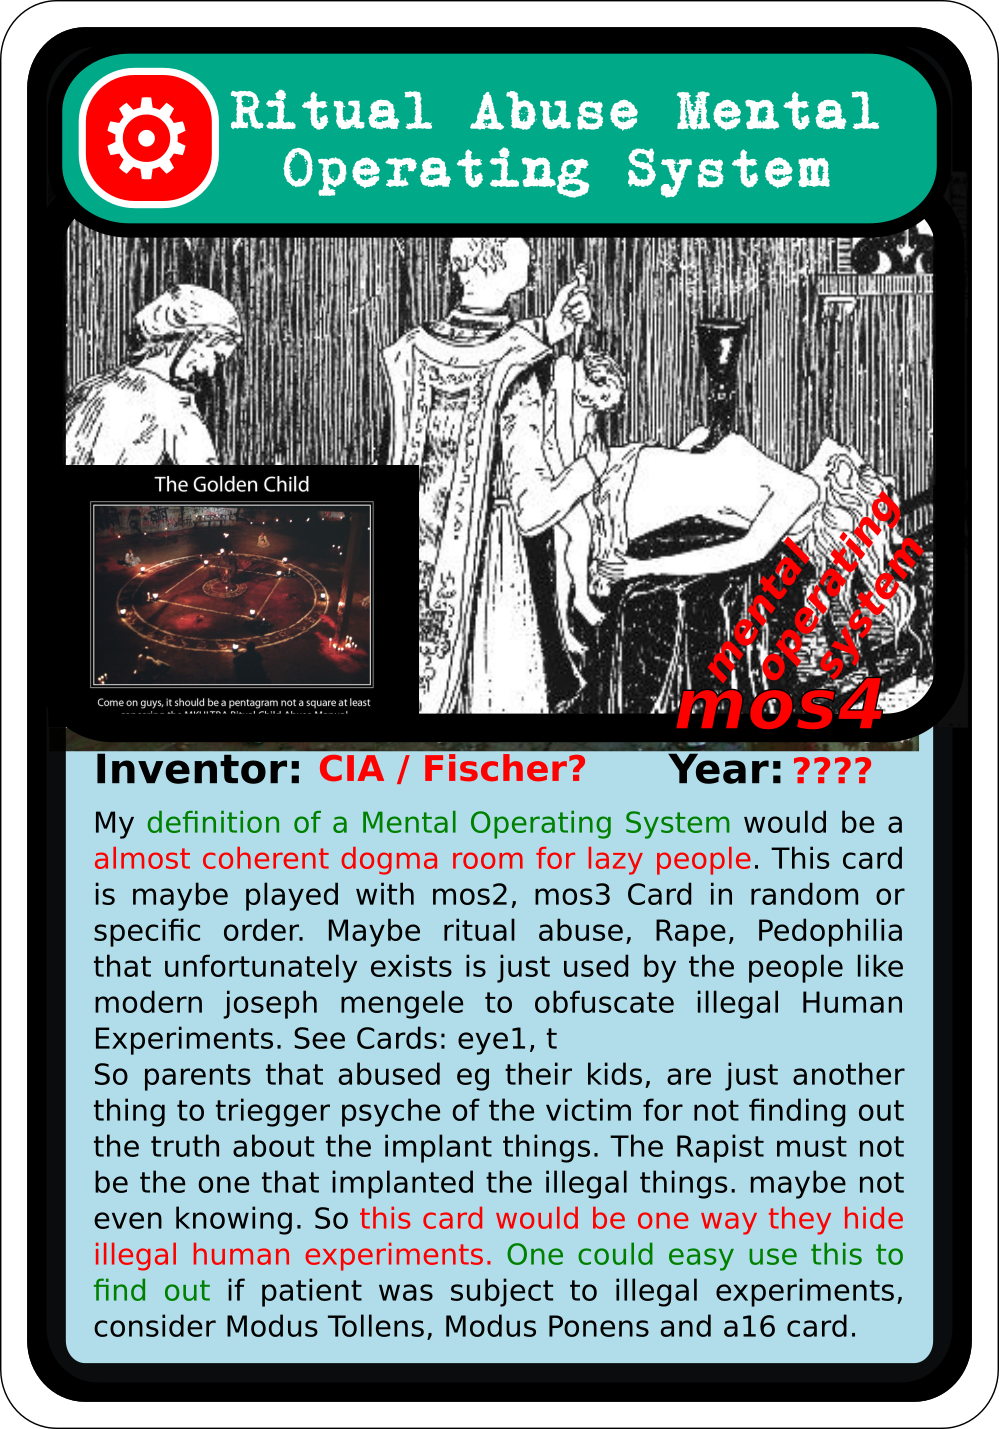 Ritual Abuse Mental
Operating System
The Golden Child
Come on guys, it should be a pentagram not a square at least
mental
operating
system
mos4
Inventor: CIA / Fischer? Year: ????
My definition of a Mental Operating System would be a
almost coherent dogma room for lazy people. This card
is maybe played with mos2, mos3 Card in random or
specific order. Maybe ritual abuse, Rape, Pedophilia
that unfortunately exists is just used by the people like
modern joseph mengele to obfuscate illegal Human
Experiments. See Cards: eye1, t
So parents that abused eg their kids, are just another
thing to triegger psyche of the victim for not finding out
the truth about the implant things. The Rapist must not
be the one that implanted the illegal things. maybe not
even knowing. So this card would be one way they hide
illegal human experiments. One could easy use this to
find out if patient was subject to illegal experiments,
consider Modus Tollens, Modus Ponens and a16 card.